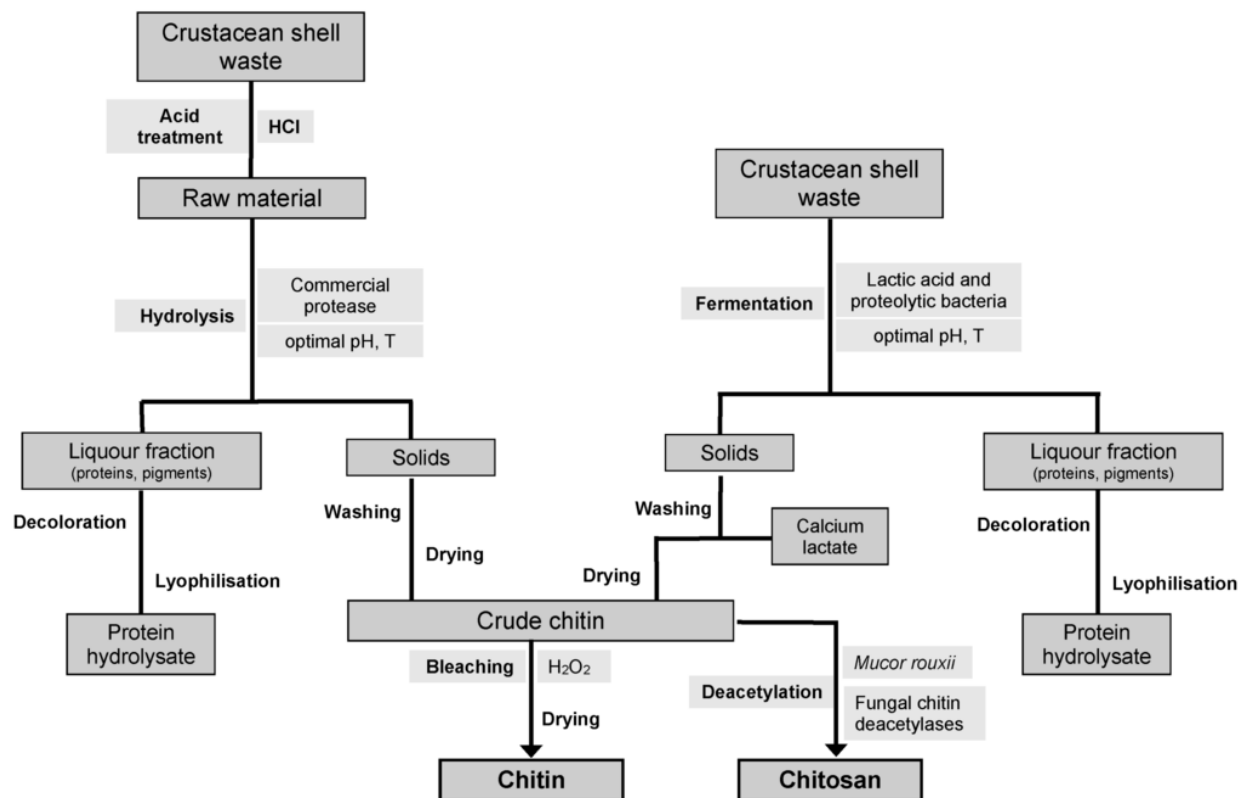 Crustacean shell
waste
Acid
treatment
HCl
Raw material
Hydrolysis
Commercial
protease
optimal pH, T
Liquour fraction
(proteins, pigments)
Solids
Decoloration
Washing
Drying
Lyophilisation
Protein
hydrolysate
Crustacean shell
waste
Fermentation
Lactic acid and
proteolytic bacteria
optimal pH, T
Solids
Liquour fraction
(proteins, pigments)
Washing
Calcium
lactate
Drying
Decoloration
Lyophilisation
Protein
hydrolysate
Crude chitin
Bleaching
H₂O₂
Drying
Chitin
Deacetylation
Mucor rouxii
Fungal chitin
deacetylases
Chitosan